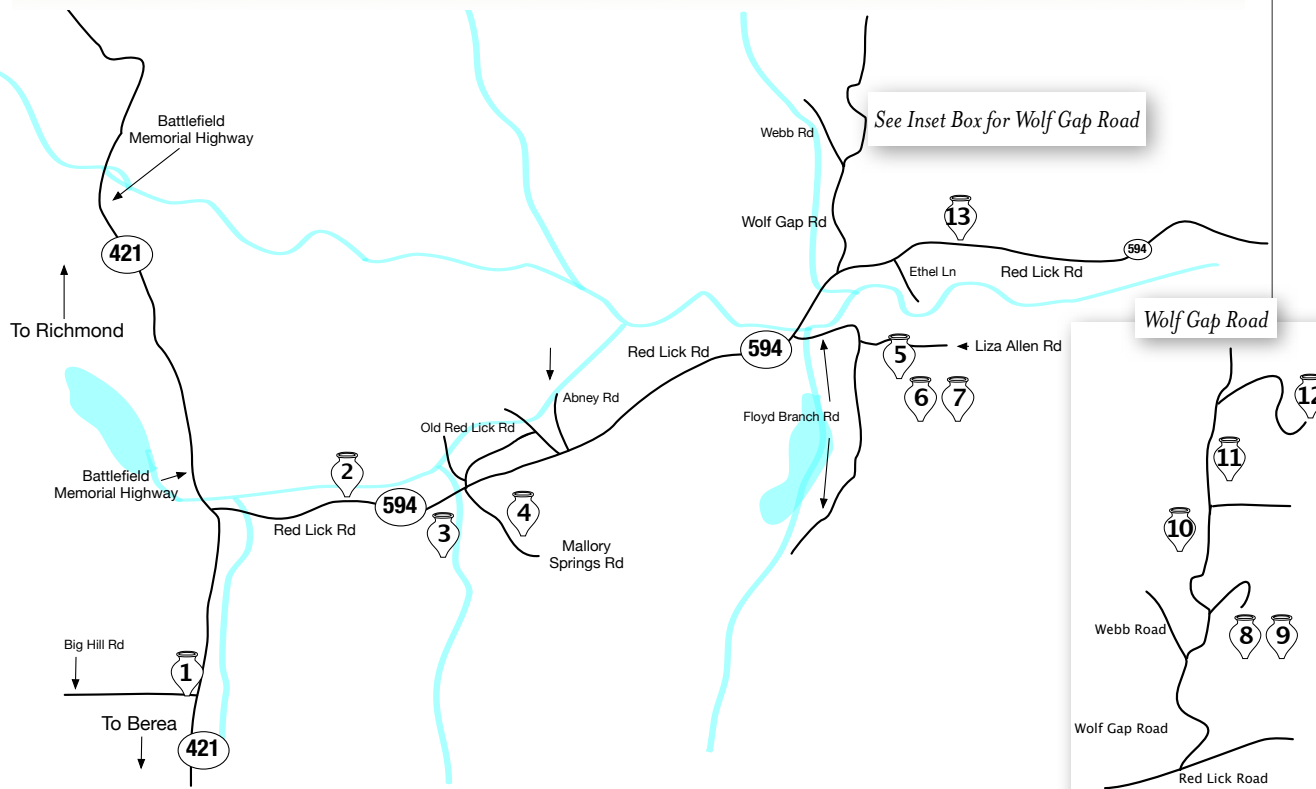 Battlefield
Memorial Highway
421
To Richmond
Battlefield
Memorial Highway
2
594
Red Lick Rd
3
4
Mallory
Springs Rd
Old Red Lick Rd
Abney Rd
Red Lick Rd
594
Big Hill Rd
1
To Berea
421
Webb Rd
See Inset Box for Wolf Gap Road
Wolf Gap Rd
13
594
Ethel Ln
Red Lick Rd
5
Liza Allen Rd
6
7
Floyd Branch Rd
Wolf Gap Road
12
11
10
Webb Road
8
9
Wolf Gap Road
Red Lick Road